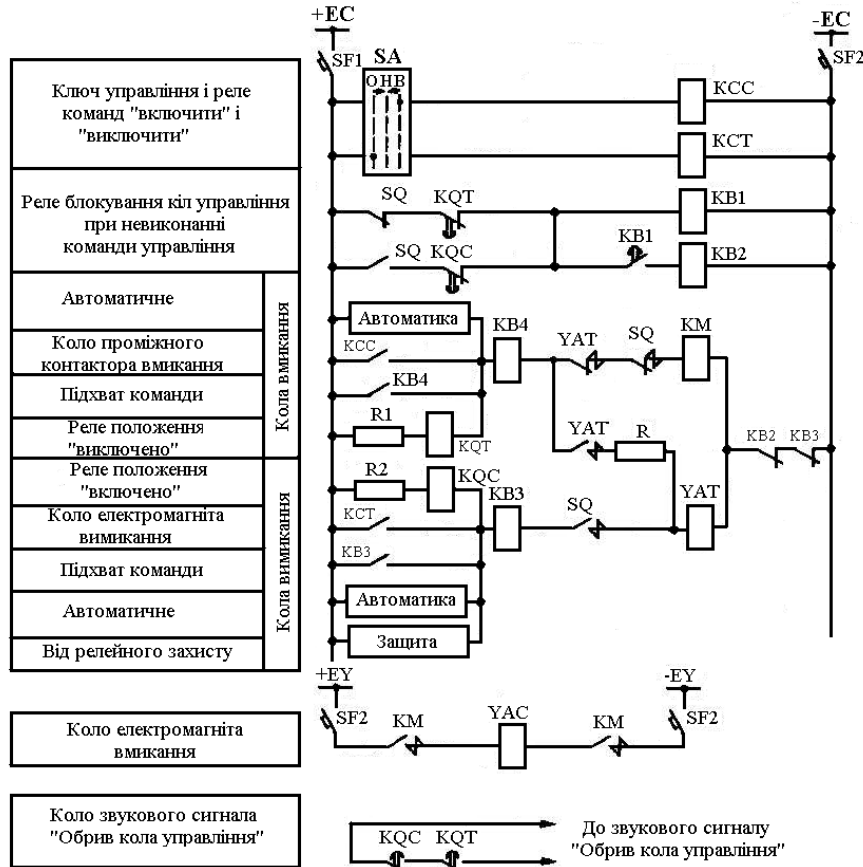 +EC
-EC
SF1
SF2
SA
О Н В
Ключ управління і реле
команд "включити" і
"виключити"
KCC
KCT
Реле блокування кіл управління
при невиконанні
команди управління
SQ
KQT
KB1
SQ
KQC
KB1
KB2
Автоматичне
Коло проміжного
контактора вмикання
Підхват команди
Реле положення
"виключено"
Кола вмикання
Автоматика
KCC
KB4
R1
KQT
KB4
YAT
SQ
KM
YAT
R
KB2
KB3
Реле положення
"включено"
Коло електромагніта
вимикання
Підхват команди
Автоматичне
Від релейного захисту
Кола вимикання
R2
KQC
KCT
KB3
KB3
SQ
YAT
Автоматика
Защита
+EY
-EY
SF2
SF2
Коло електромагніта
вмикання
KM
YAC
KM
Коло звукового сигнала
"Обрив кола управління"
KQC
KQT
До звукового сигналу
"Обрив кола управління"